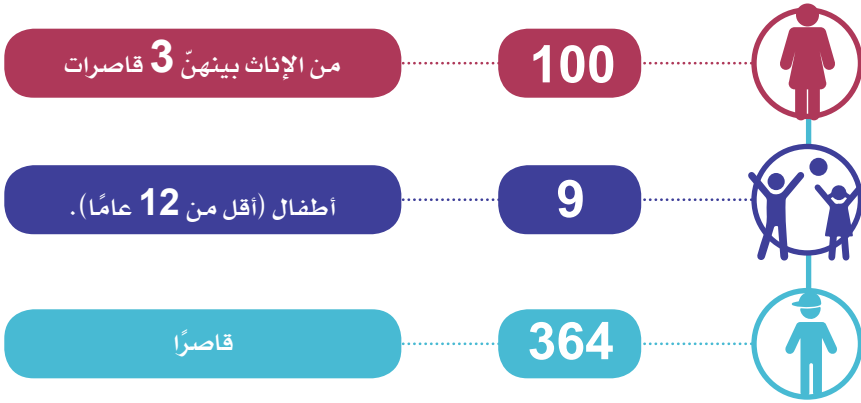 100 من الإناث بينهنّ 3 قاصرات
9 أطفال (أقل من 12 عامًا).
364 قاصرًا